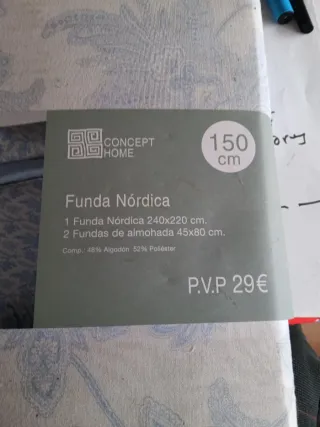 CONCEPT
HOME
150
cm
Funda Nórdica
1 Funda Nórdica 240x220 cm.
2 Fundas de almohada 45x80 cm.
Comp.: 48% Algodón 52% Poliéster
P.V.P 29€